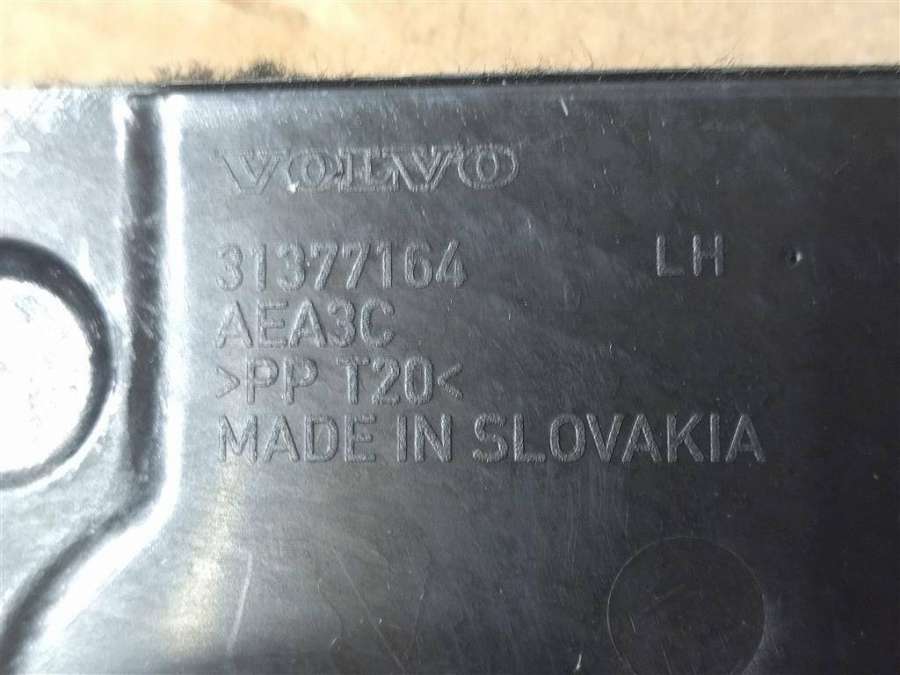 VOLVO
31377164 LH
AEA3C
>PP T20<
MADE IN SLOVAKIA